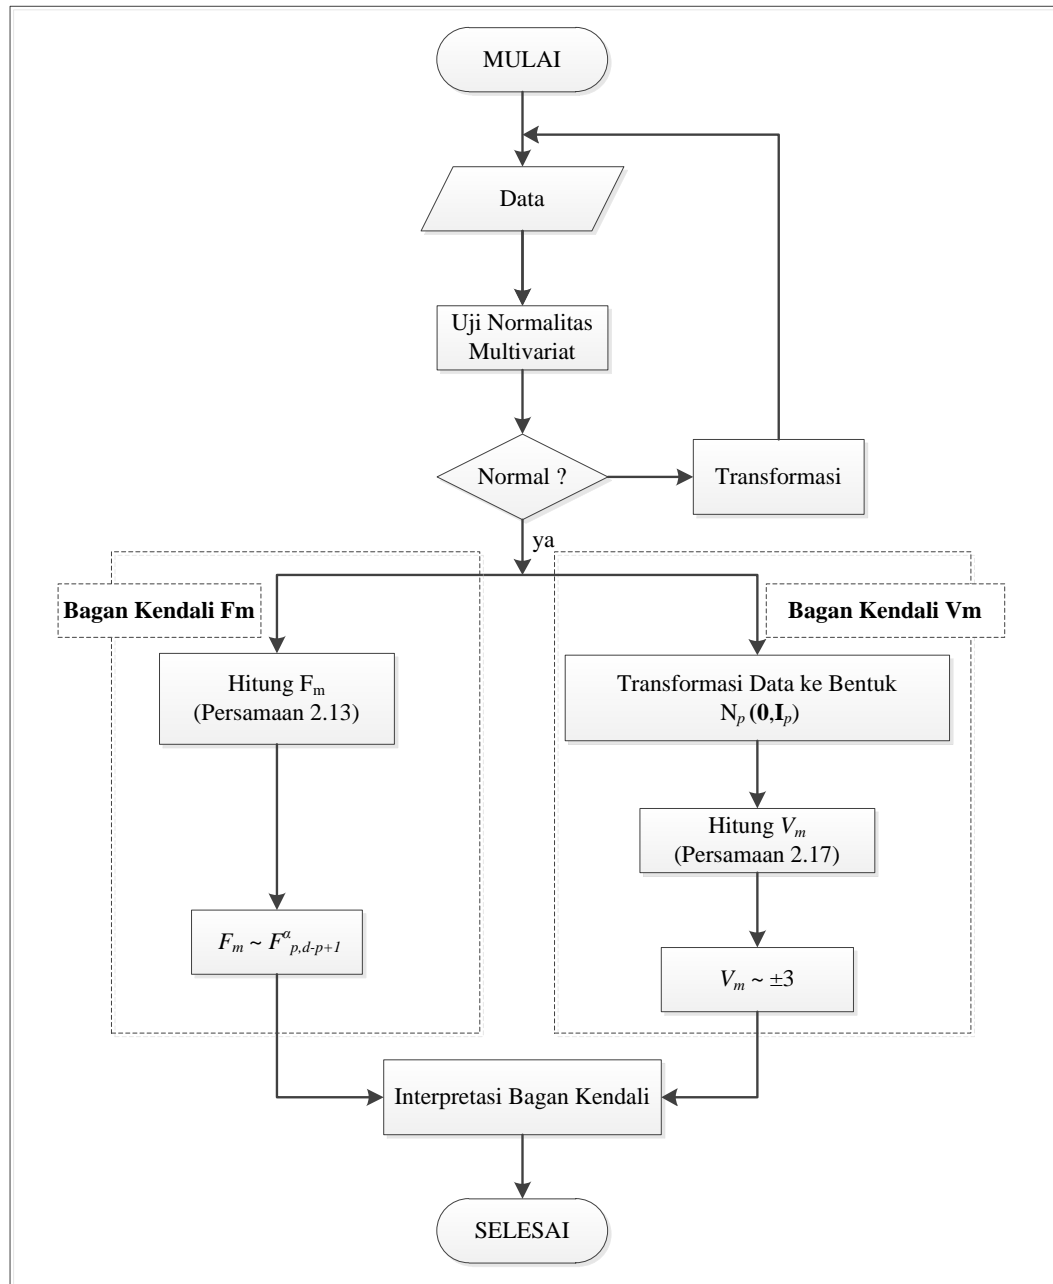 MULAI
Data
Uji Normalitas
Multivariat
Normal ?
Transformasi
ya
Bagan Kendali Fm
Hitung Fₘ
(Persamaan 2.13)
Fₘ ~ F^α_{p,d-p+1}
Bagan Kendali Vm
Transformasi Data ke Bentuk
Nₚ (0,Iₚ)
Hitung Vₘ
(Persamaan 2.17)
Vₘ ~ ±3
Interpretasi Bagan Kendali
SELESAI